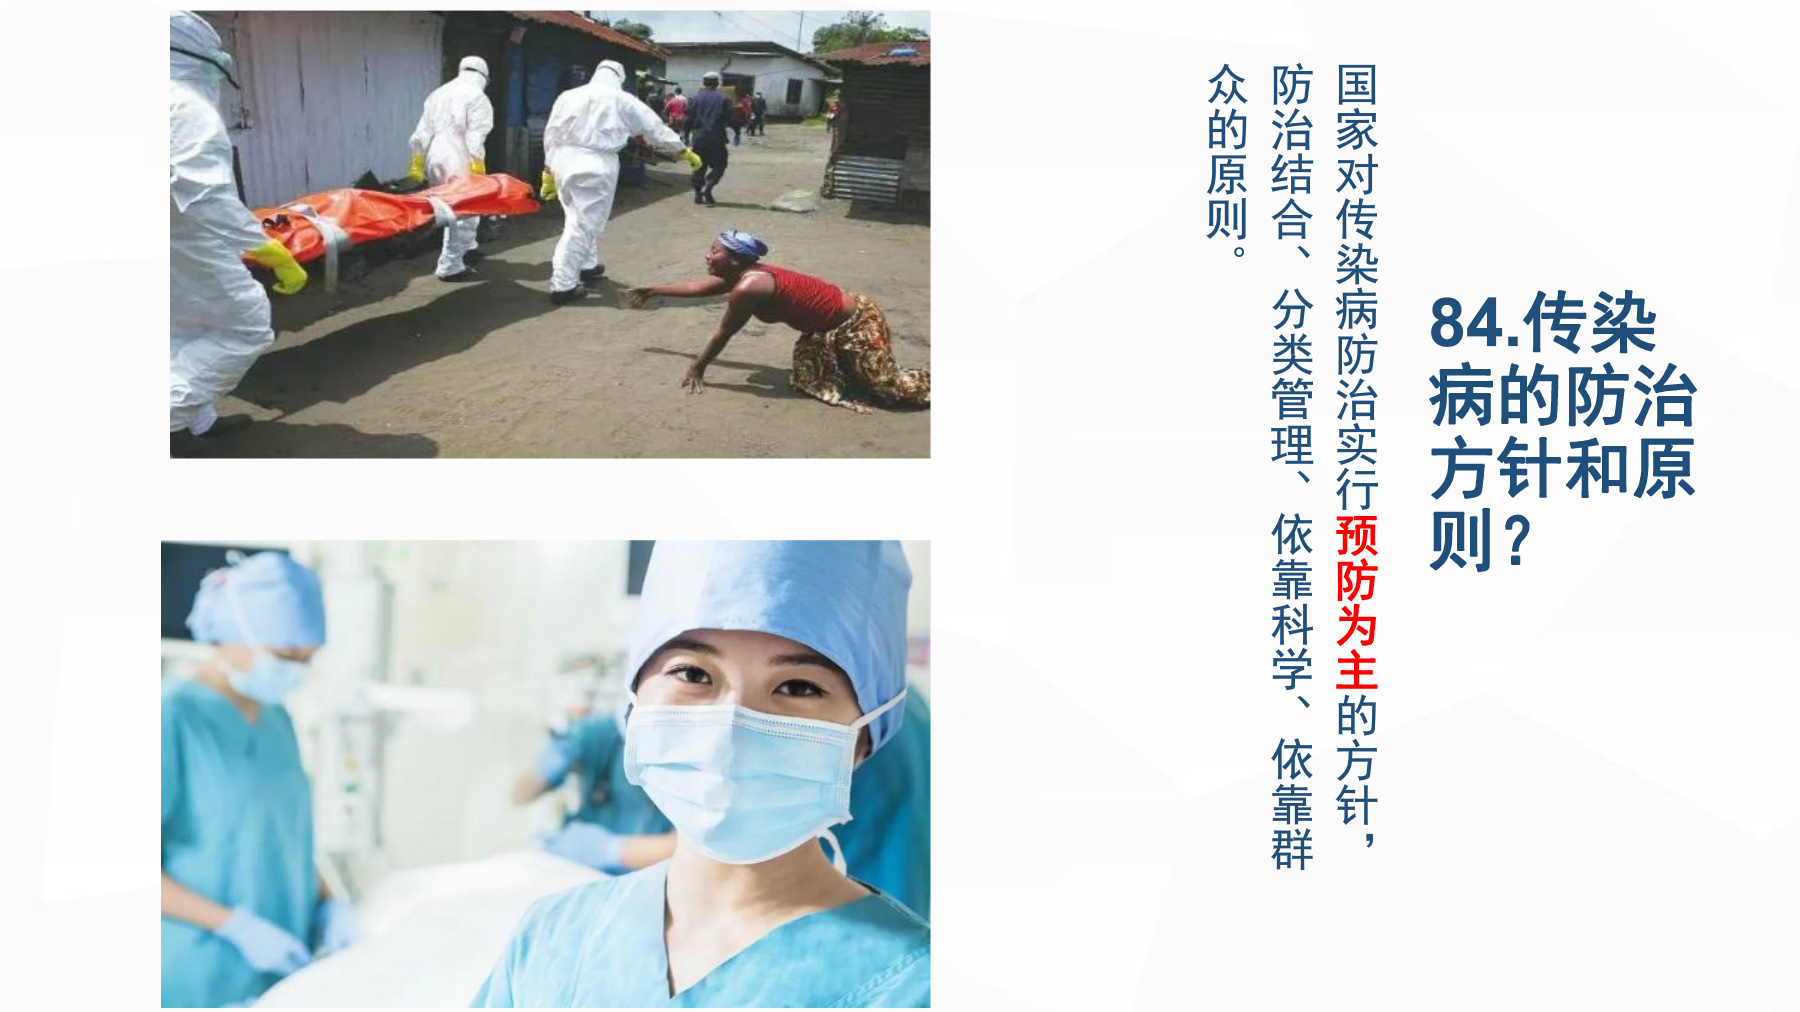 84.传染
病的防治
方针和原
则？
国家对传染病防治实行预防为主的方针，
防治结合、分类管理、依靠科学、依靠群
众的原则。